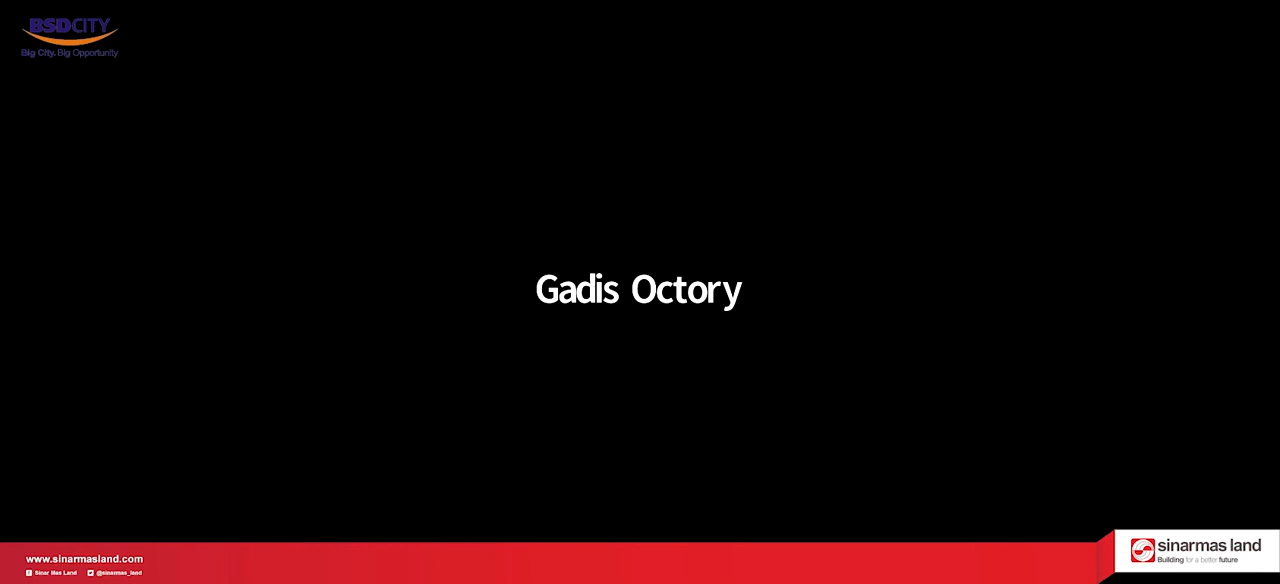 BSDCITY
Big City. Big Opportunity
Gadis Octory
www.sinarmasland.com
Sinar Mas Land @sinarmas_land
sinarmas land
Building for a better future